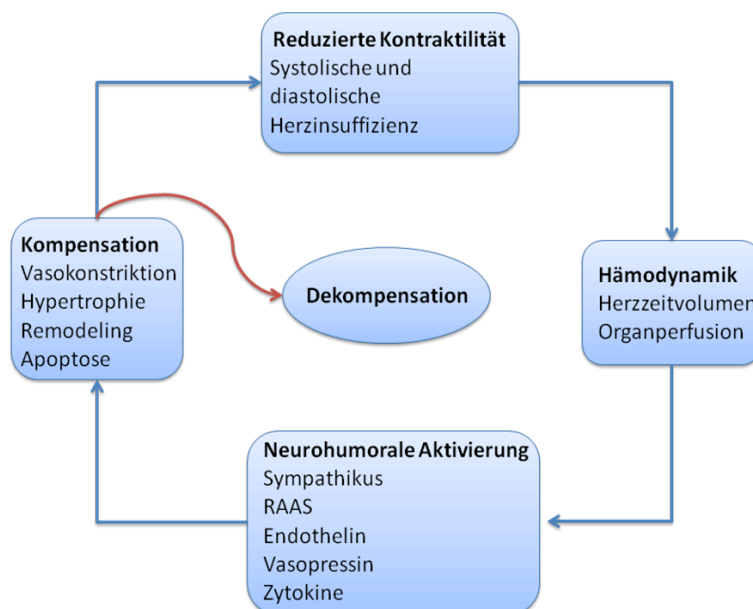 Reduzierte Kontraktilität
Systolische und
diastolische
Herzinsuffizienz
Kompensation
Vasokonstriktion
Hypertrophie
Remodeling
Apoptose
Dekompensation
Hämodynamik
Herzzeitvolumen
Organperfusion
Neurohumorale Aktivierung
Sympathikus
RAAS
Endothelin
Vasopressin
Zytokine